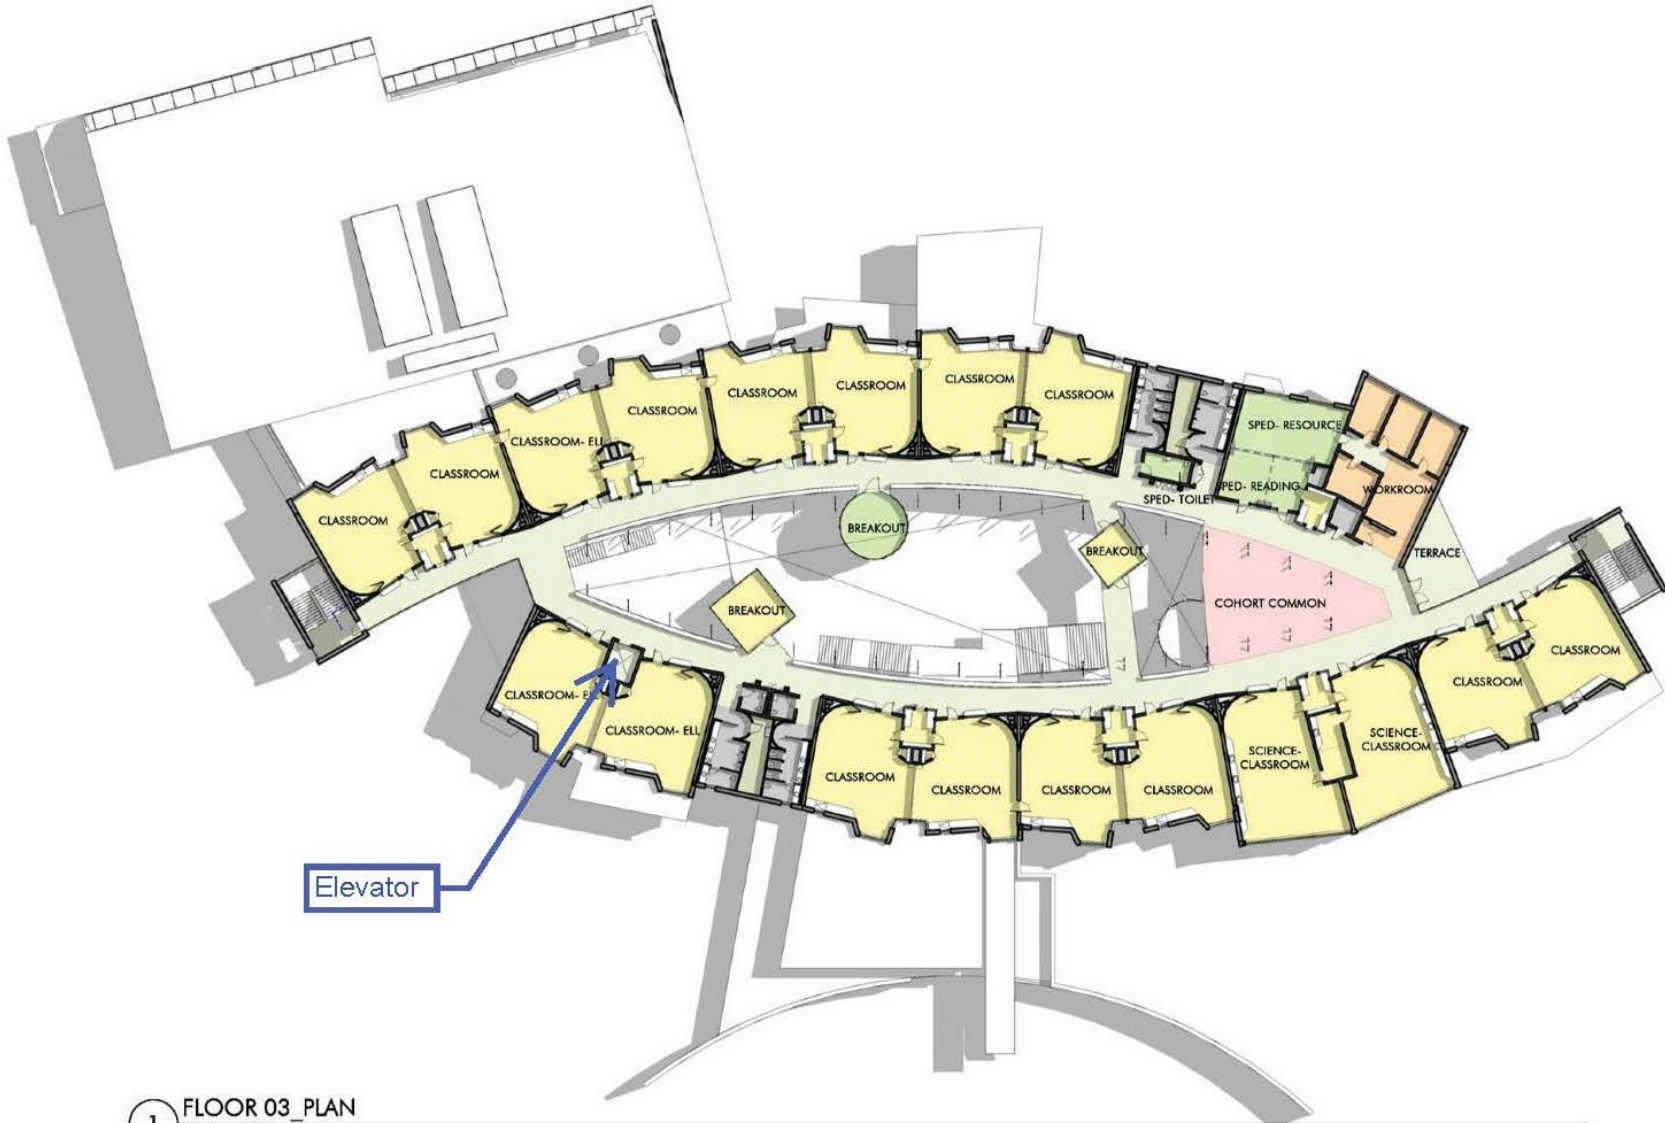 CLASSROOM
CLASSROOM
CLASSROOM
CLASSROOM
CLASSROOM
CLASSROOM
SPED- RESOURCE
CLASSROOM- ELL
CLASSROOM
SPED- READING
WORKROOM
SPED- TOILET
CLASSROOM
BREAKOUT
BREAKOUT
TERRACE
BREAKOUT
COHORT COMMON
CLASSROOM
CLASSROOM
CLASSROOM- ELL
CLASSROOM- ELL
SCIENCE-
CLASSROOM
SCIENCE-
CLASSROOM
CLASSROOM
CLASSROOM
CLASSROOM
CLASSROOM
Elevator
1
FLOOR 03_PLAN